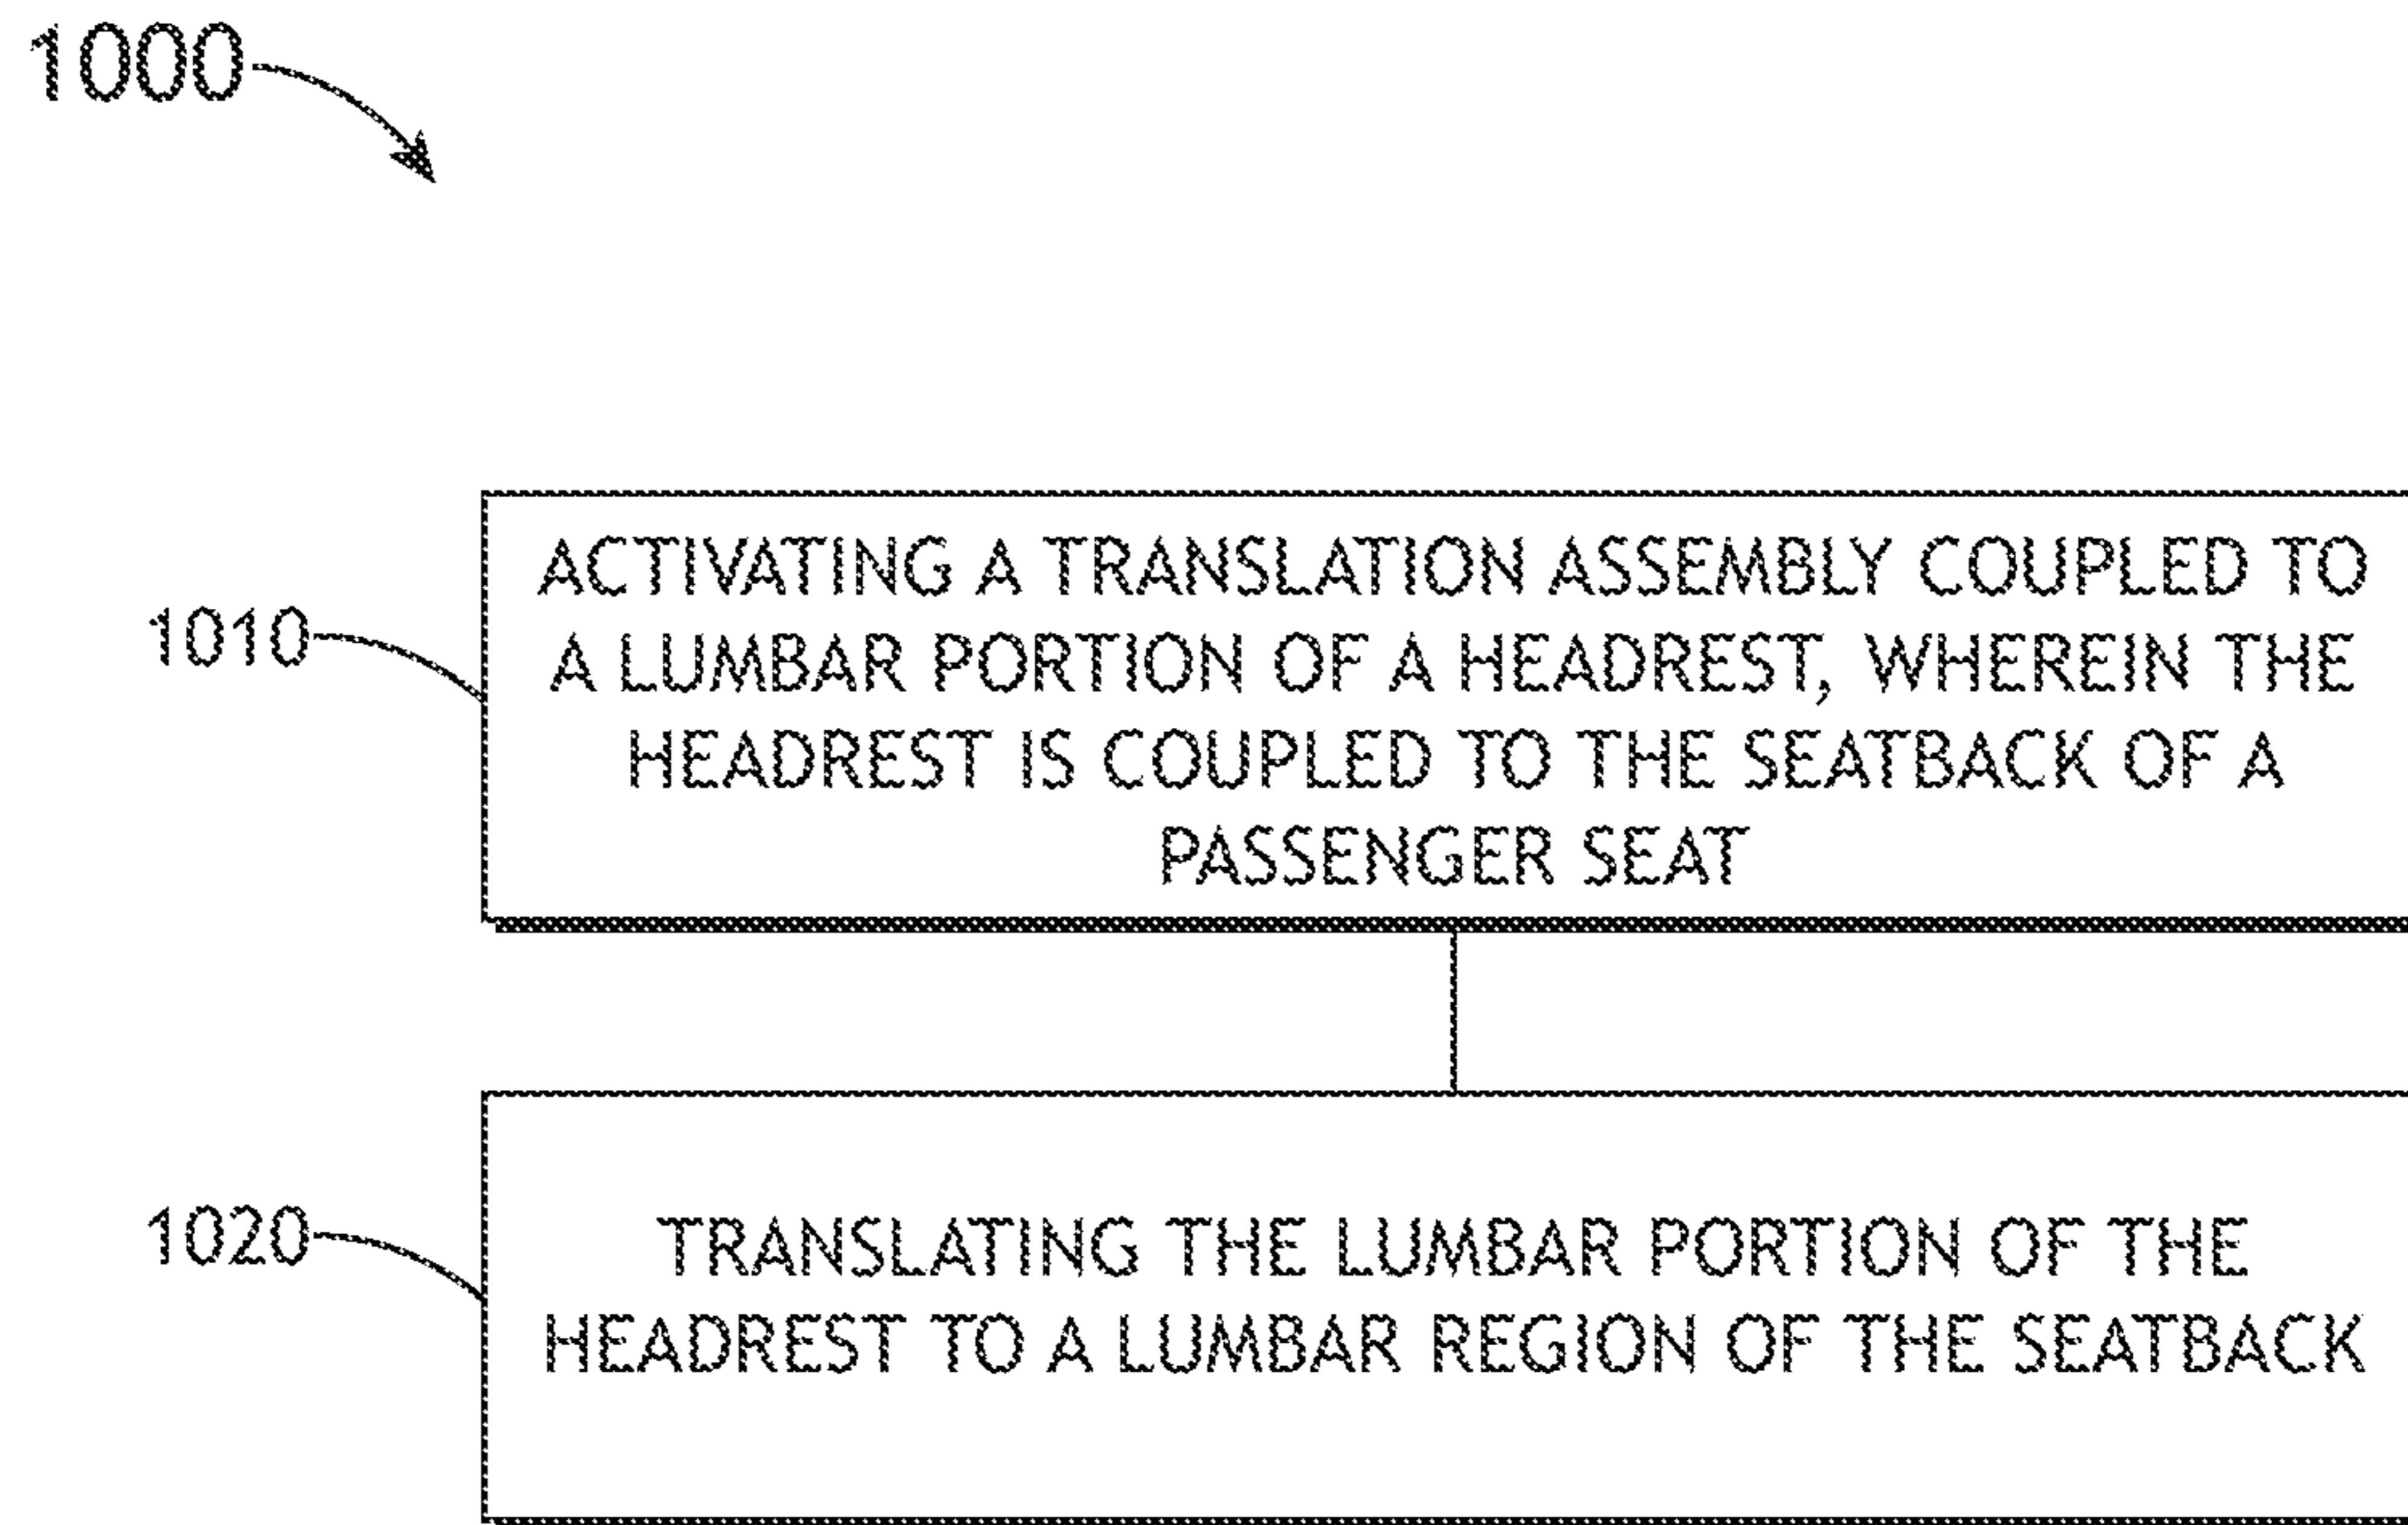 1000
1010
ACTIVATING A TRANSLATION ASSEMBLY COUPLED TO
A LUMBAR PORTION OF A HEADREST, WHEREIN THE
HEADREST IS COUPLED TO THE SEATBACK OF A
PASSENGER SEAT
1020
TRANSLATING THE LUMBAR PORTION OF THE
HEADREST TO A LUMBAR REGION OF THE SEATBACK